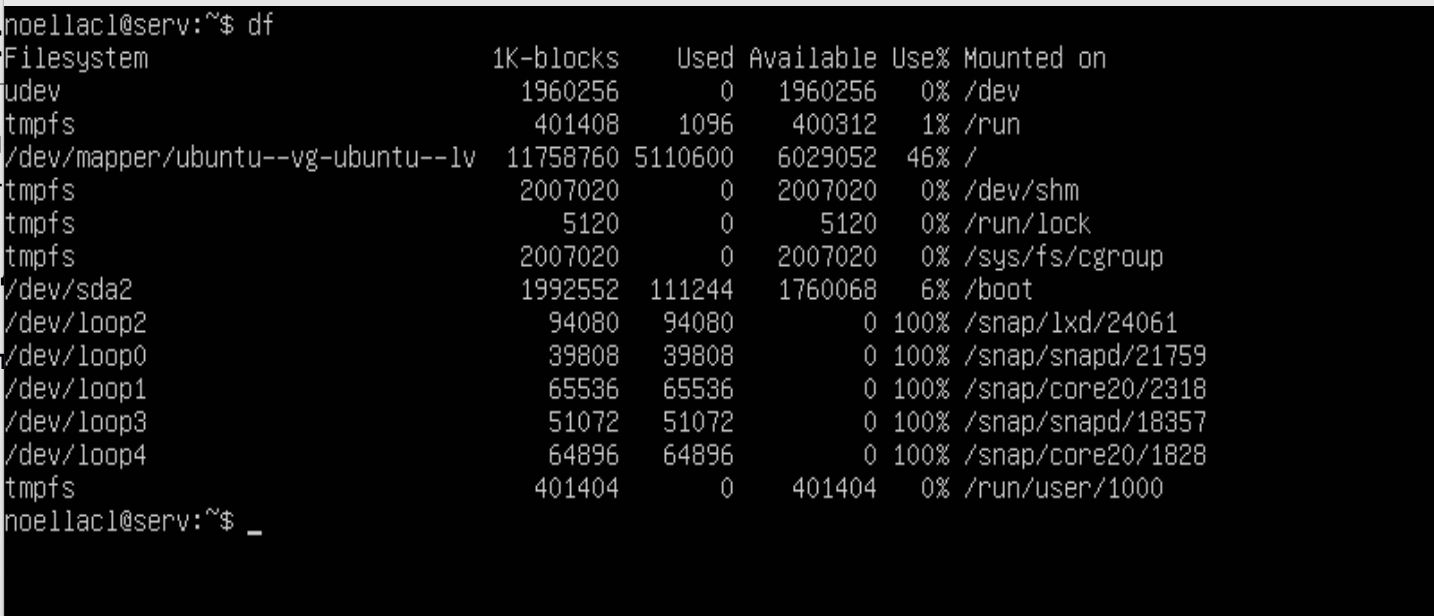 noellacl@serv:~$ df
Filesystem 1K-blocks Used Available Use% Mounted on
udev 1960256 0 1960256 0% /dev
tmpfs 401408 1096 400312 1% /run
/dev/mapper/ubuntu--vg-ubuntu--lv 11758760 5110600 6029052 46% /
tmpfs 2007020 0 2007020 0% /dev/shm
tmpfs 5120 0 5120 0% /run/lock
tmpfs 2007020 0 2007020 0% /sys/fs/cgroup
/dev/sda2 1992552 111244 1760068 6% /boot
/dev/loop2 94080 94080 0 100% /snap/lxd/24061
/dev/loop0 39808 39808 0 100% /snap/snapd/21759
/dev/loop1 65536 65536 0 100% /snap/core20/2318
/dev/loop3 51072 51072 0 100% /snap/snapd/18357
/dev/loop4 64896 64896 0 100% /snap/core20/1828
tmpfs 401404 0 401404 0% /run/user/1000
noellacl@serv:~$ _